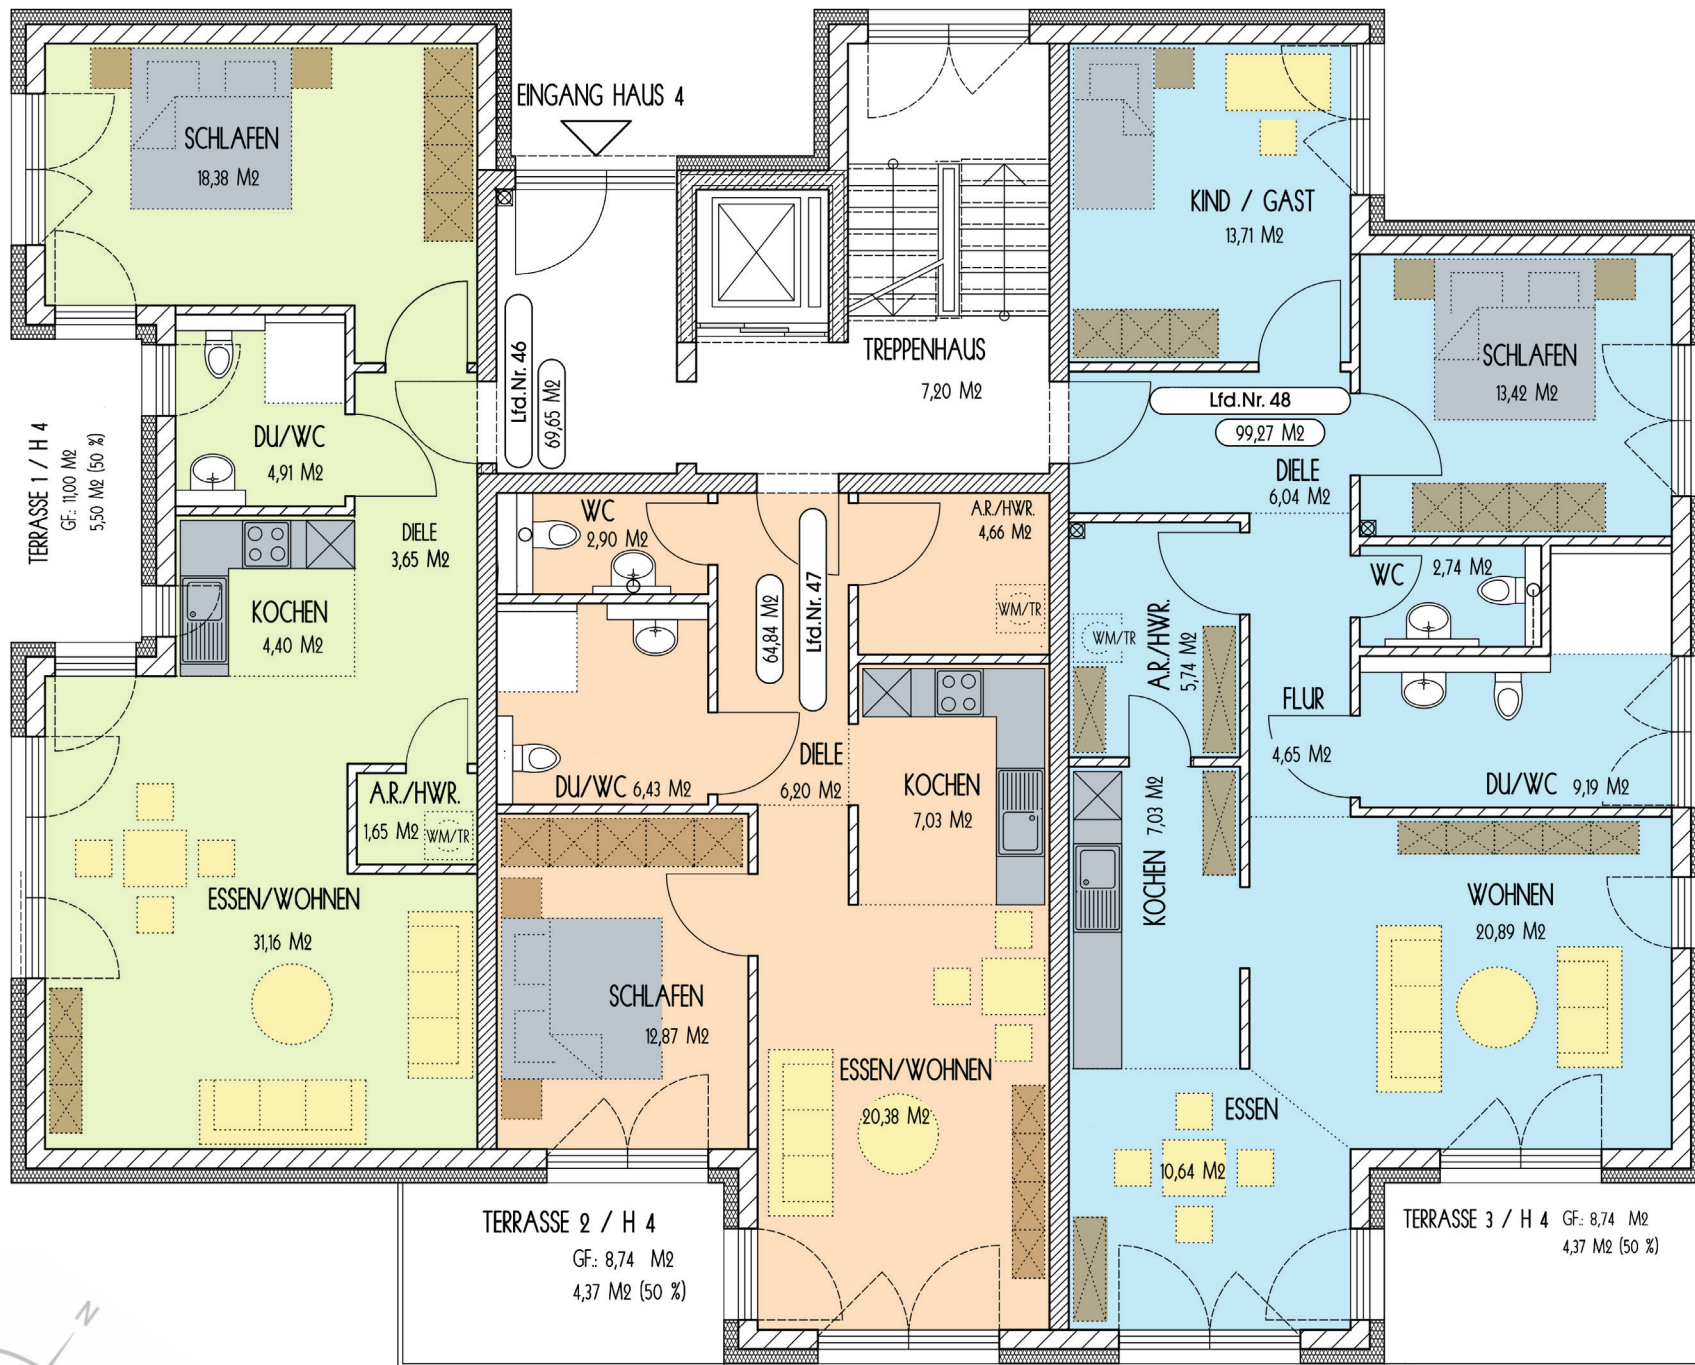 EINGANG HAUS 4
SCHLAFEN
18,38 M2
DU/WC
4,91 M2
DIELE
3,65 M2
KOCHEN
4,40 M2
A.R./HWR.
1,65 M2
WM/TR
ESSEN/WOHNEN
31,16 M2
TERRASSE 1 / H 4
GF.: 11,00 M2
5,50 M2 (50 %)
Lfd.Nr. 46
69,65 M2
TREPPENHAUS
7,20 M2
WC
2,90 M2
A.R./HWR.
4,66 M2
WM/TR
64,84 M2
Lfd.Nr. 47
DU/WC 6,43 M2
DIELE
6,20 M2
KOCHEN
7,03 M2
SCHLAFEN
12,87 M2
ESSEN/WOHNEN
20,38 M2
TERRASSE 2 / H 4
GF.: 8,74 M2
4,37 M2 (50 %)
KIND / GAST
13,71 M2
SCHLAFEN
13,42 M2
Lfd.Nr. 48
99,27 M2
DIELE
6,04 M2
WC 2,74 M2
WM/TR
A.R./HWR.
5,74 M2
FLUR
4,65 M2
DU/WC 9,19 M2
KOCHEN 7,03 M2
WOHNEN
20,89 M2
ESSEN
10,64 M2
TERRASSE 3 / H 4 GF.: 8,74 M2
4,37 M2 (50 %)
N